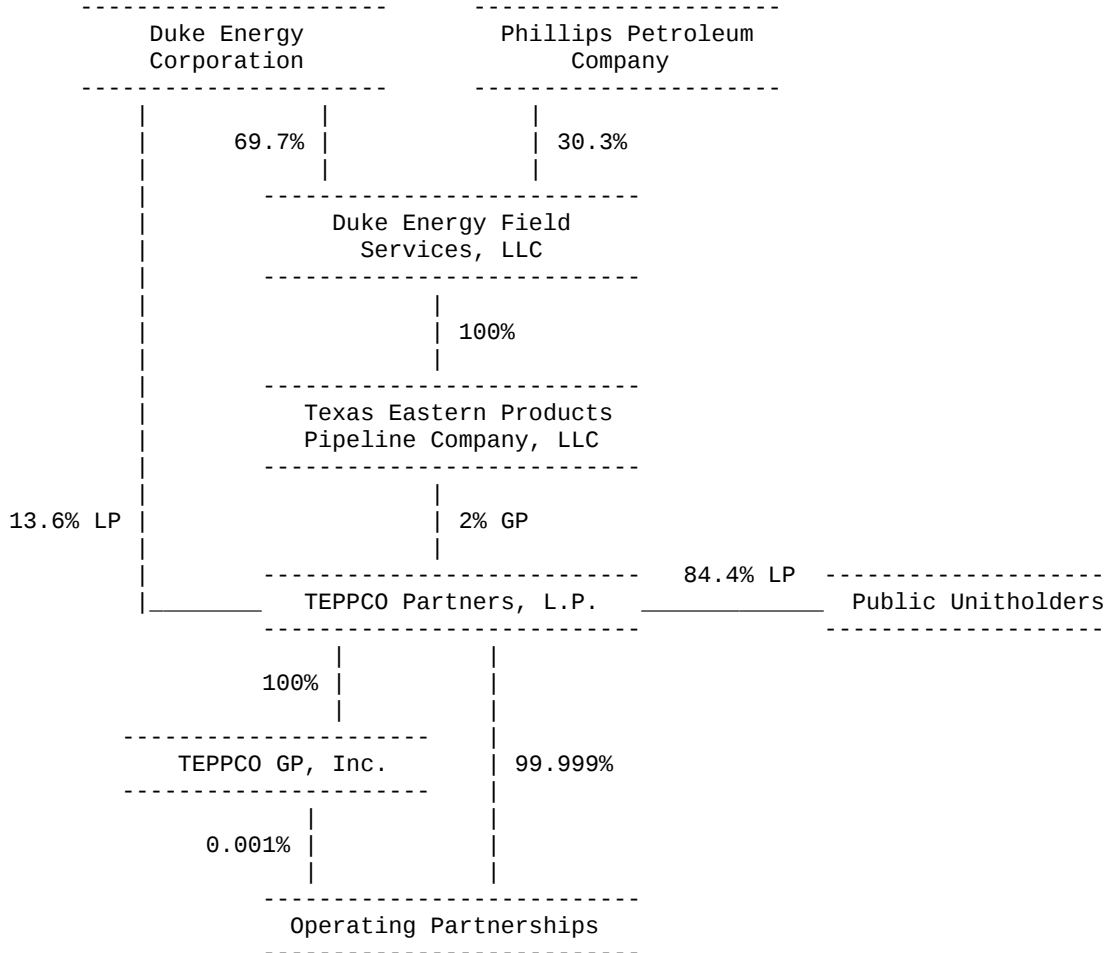 Duke Energy Phillips Petroleum
Corporation Company
69.7% 30.3%
Duke Energy Field
Services, LLC
100%
Texas Eastern Products
Pipeline Company, LLC
13.6% LP 2% GP
84.4% LP
TEPPCO Partners, L.P. Public Unitholders
100%
TEPPCO GP, Inc. 99.999%
0.001%
Operating Partnerships